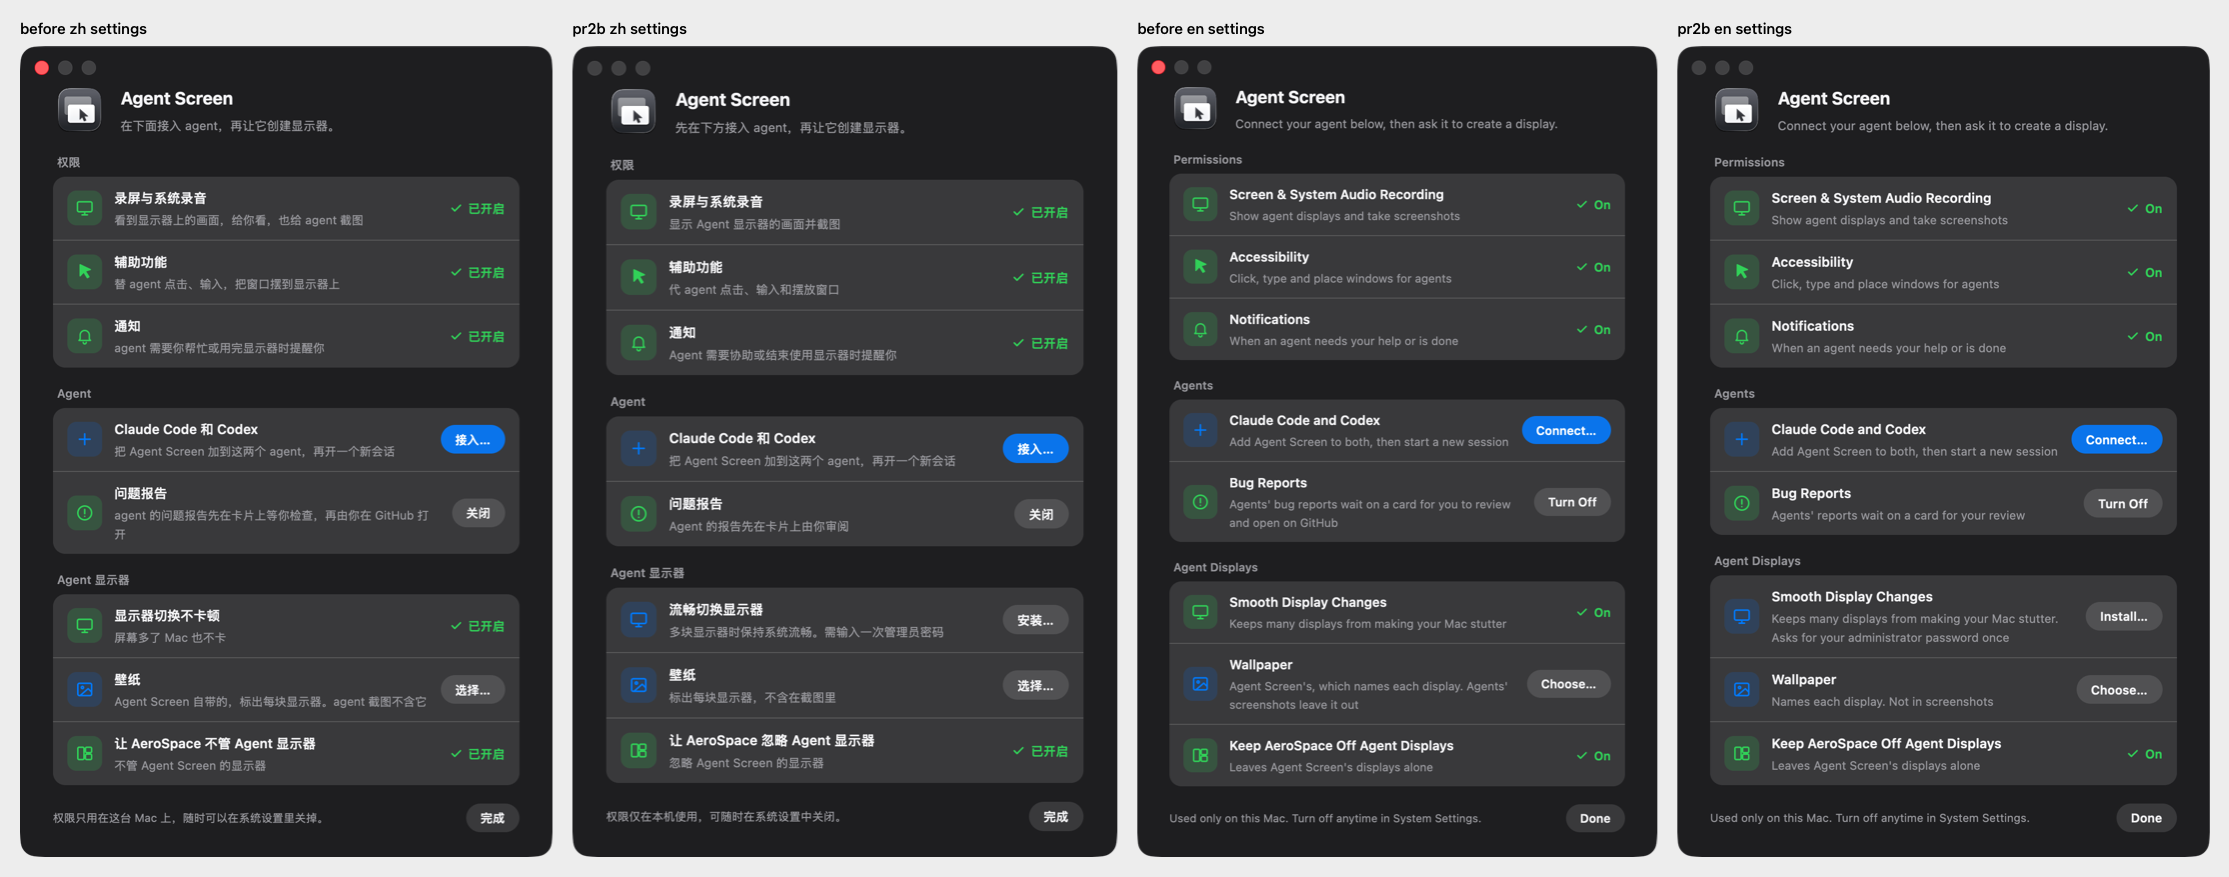 before zh settings
Agent Screen
在下面接入 agent，再让它创建显示器。
权限
录屏与系统录音
看到显示器上的画面，给你看，也给 agent 截图
已开启
辅助功能
替 agent 点击、输入，把窗口摆到显示器上
已开启
通知
agent 需要你帮忙或用完显示器时提醒你
已开启
Agent
Claude Code 和 Codex
把 Agent Screen 加到这两个 agent，再开一个新会话
接入...
问题报告
agent 的问题报告先在卡片上等你检查，再由你在 GitHub 打
开
关闭
Agent 显示器
显示器切换不卡顿
屏幕多了 Mac 也不卡
已开启
壁纸
Agent Screen 自带的，标出每块显示器。agent 截图不含它
选择...
让 AeroSpace 不管 Agent 显示器
不管 Agent Screen 的显示器
已开启
权限只用在这台 Mac 上，随时可以在系统设置里关掉。
完成
pr2b zh settings
Agent Screen
先在下方接入 agent，再让它创建显示器。
权限
录屏与系统录音
显示 Agent 显示器的画面并截图
已开启
辅助功能
代 agent 点击、输入和摆放窗口
已开启
通知
Agent 需要协助或结束使用显示器时提醒你
已开启
Agent
Claude Code 和 Codex
把 Agent Screen 加到这两个 agent，再开一个新会话
接入...
问题报告
Agent 的报告先在卡片上由你审阅
关闭
Agent 显示器
流畅切换显示器
多块显示器时保持系统流畅。需输入一次管理员密码
安装...
壁纸
标出每块显示器，不含在截图里
选择...
让 AeroSpace 忽略 Agent 显示器
忽略 Agent Screen 的显示器
已开启
权限仅在本机使用，可随时在系统设置中关闭。
完成
before en settings
Agent Screen
Connect your agent below, then ask it to create a display.
Permissions
Screen & System Audio Recording
Show agent displays and take screenshots
On
Accessibility
Click, type and place windows for agents
On
Notifications
When an agent needs your help or is done
On
Agents
Claude Code and Codex
Add Agent Screen to both, then start a new session
Connect...
Bug Reports
Agents' bug reports wait on a card for you to review
and open on GitHub
Turn Off
Agent Displays
Smooth Display Changes
Keeps many displays from making your Mac stutter
On
Wallpaper
Agent Screen's, which names each display. Agents'
screenshots leave it out
Choose...
Keep AeroSpace Off Agent Displays
Leaves Agent Screen's displays alone
On
Used only on this Mac. Turn off anytime in System Settings.
Done
pr2b en settings
Agent Screen
Connect your agent below, then ask it to create a display.
Permissions
Screen & System Audio Recording
Show agent displays and take screenshots
On
Accessibility
Click, type and place windows for agents
On
Notifications
When an agent needs your help or is done
On
Agents
Claude Code and Codex
Add Agent Screen to both, then start a new session
Connect...
Bug Reports
Agents' reports wait on a card for your review
Turn Off
Agent Displays
Smooth Display Changes
Keeps many displays from making your Mac stutter.
Asks for your administrator password once
Install...
Wallpaper
Names each display. Not in screenshots
Choose...
Keep AeroSpace Off Agent Displays
Leaves Agent Screen's displays alone
On
Used only on this Mac. Turn off anytime in System Settings.
Done